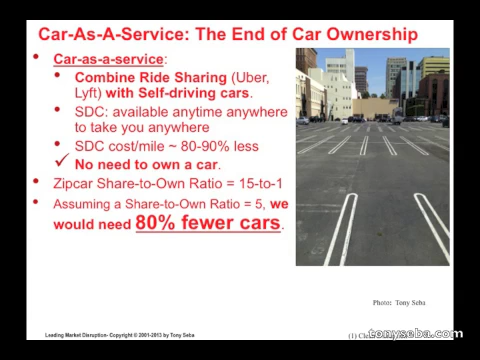 Car-As-A-Service: The End of Car Ownership
• Car-as-a-service:
• Combine Ride Sharing (Uber,
Lyft) with Self-driving cars.
• SDC: available anytime anywhere
to take you anywhere
• SDC cost/mile ~ 80-90% less
✓ No need to own a car.
• Zipcar Share-to-Own Ratio = 15-to-1
• Assuming a Share-to-Own Ratio = 5, we
would need 80% fewer cars.
Photo: Tony Seba
Leading Market Disruption- Copyright © 2001-2013 by Tony Seba
(1)
tonyseba.com